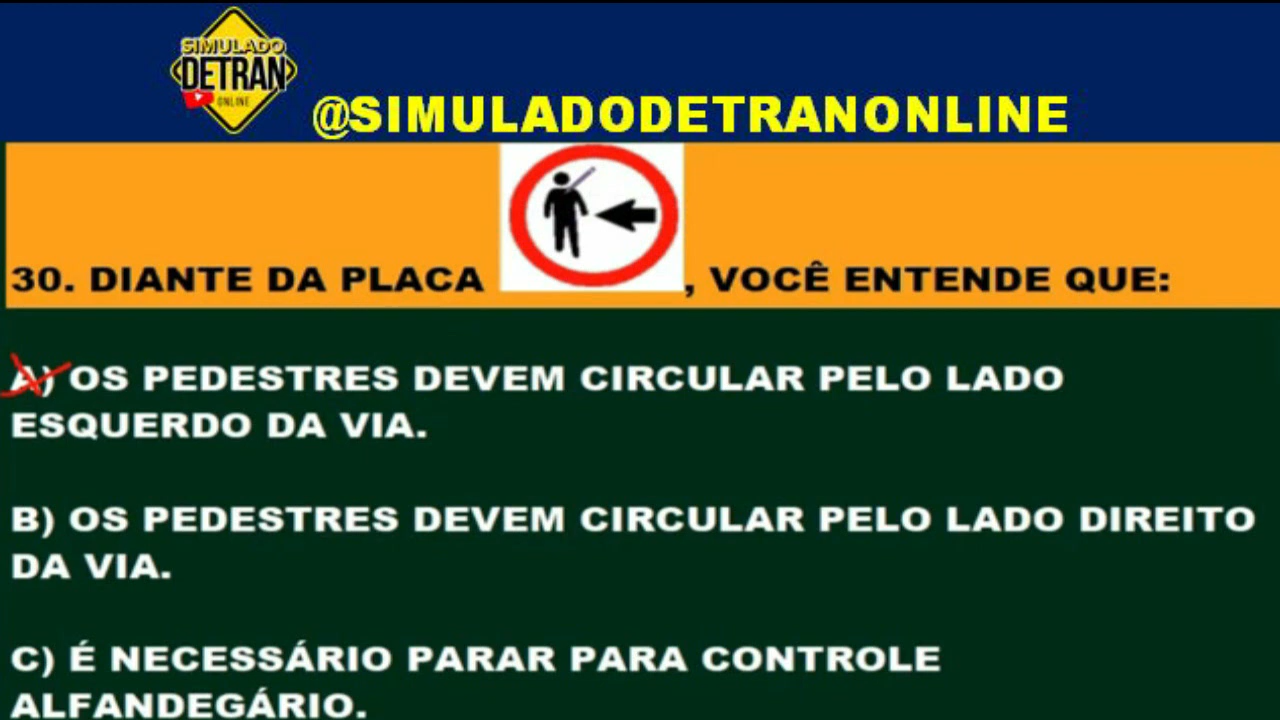 SIMULADO
DETRAN
ONLINE
@SIMULADODETRANONLINE
30. DIANTE DA PLACA , VOCÊ ENTENDE QUE:
A) OS PEDESTRES DEVEM CIRCULAR PELO LADO
ESQUERDO DA VIA.
B) OS PEDESTRES DEVEM CIRCULAR PELO LADO DIREITO
DA VIA.
C) É NECESSÁRIO PARAR PARA CONTROLE
ALFANDEGÁRIO.